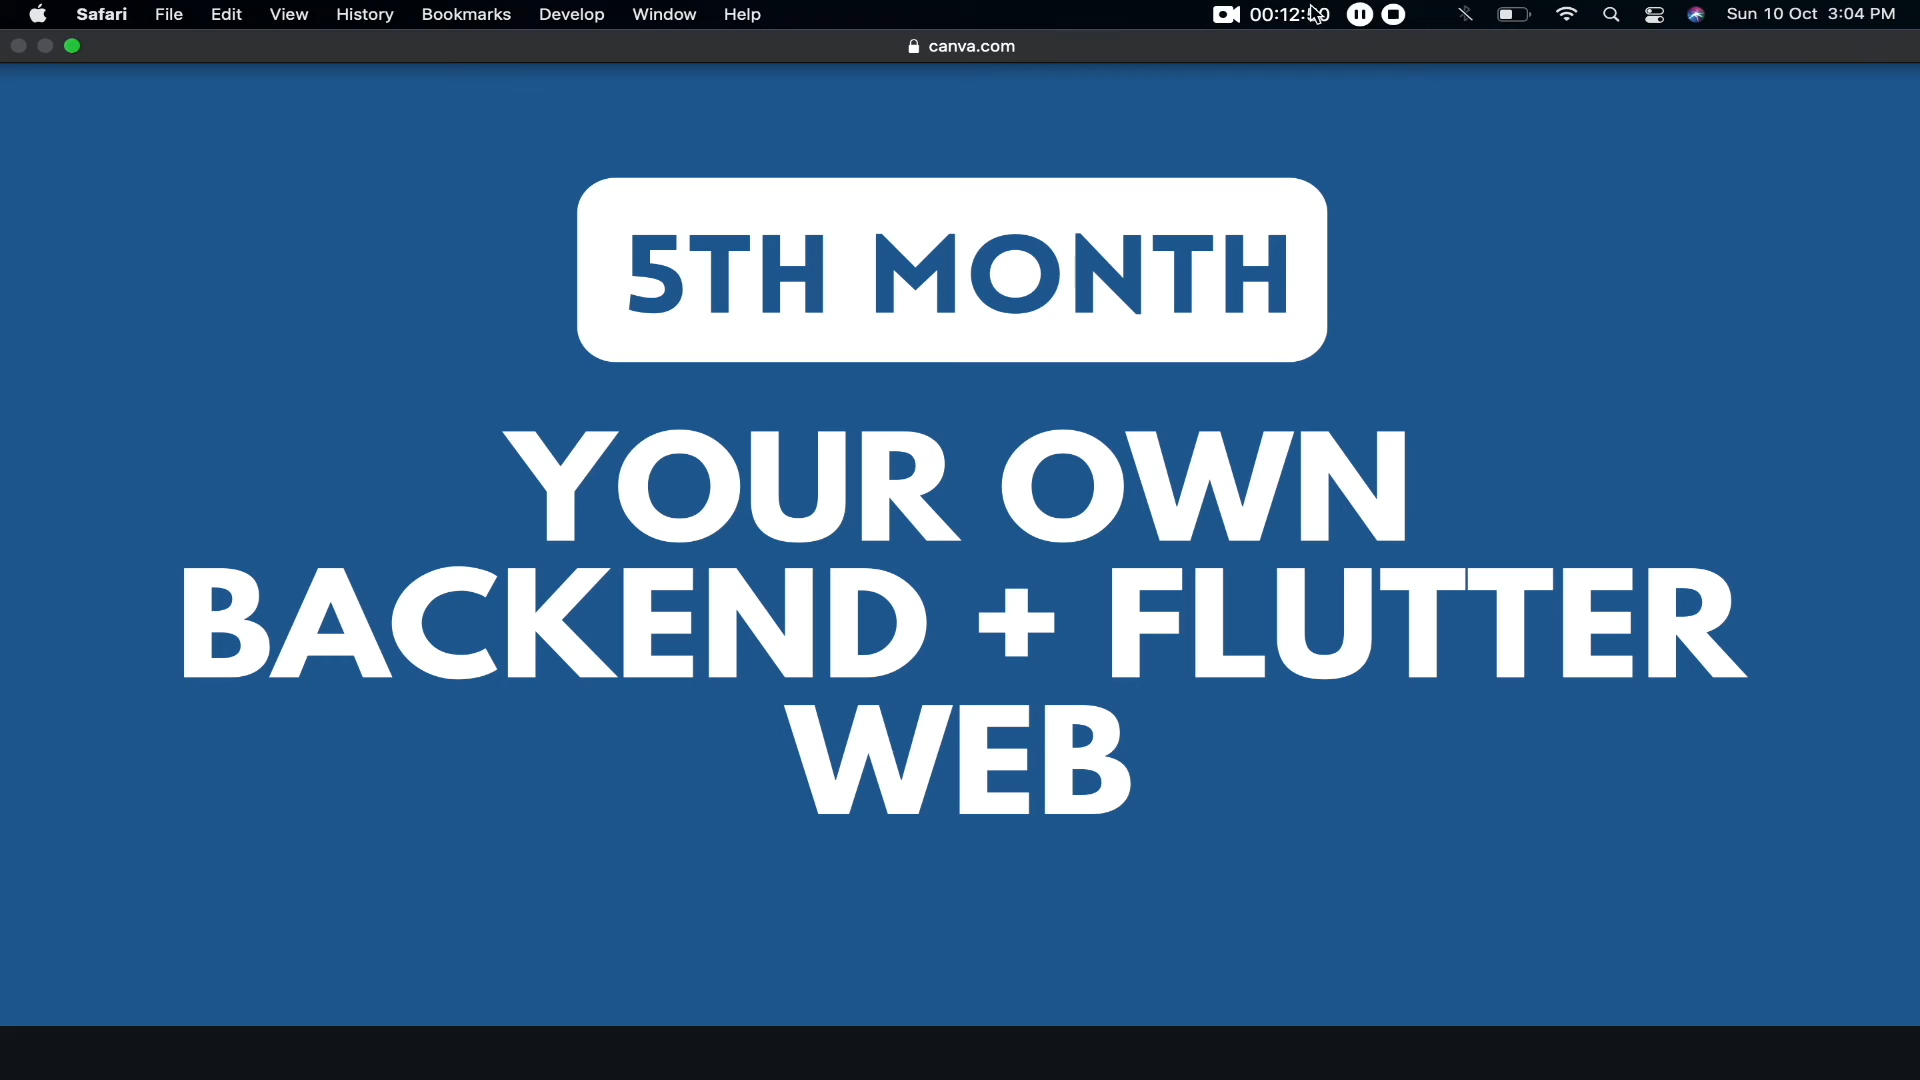 Safari File Edit View History Bookmarks Develop Window Help Sun 10 Oct 3:04 PM
canva.com
5TH MONTH
YOUR OWN
BACKEND + FLUTTER
WEB